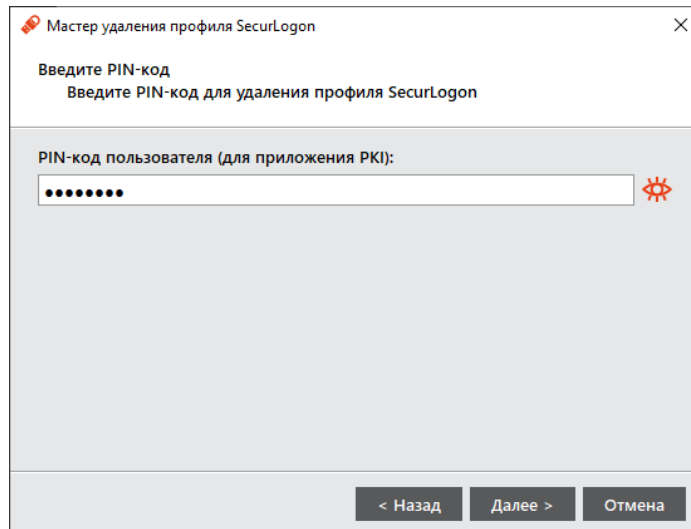 Мастер удаления профиля SecurLogon
Введите PIN-код
Введите PIN-код для удаления профиля SecurLogon
PIN-код пользователя (для приложения PKI):
●●●●●●●●
< Назад
Далее >
Отмена